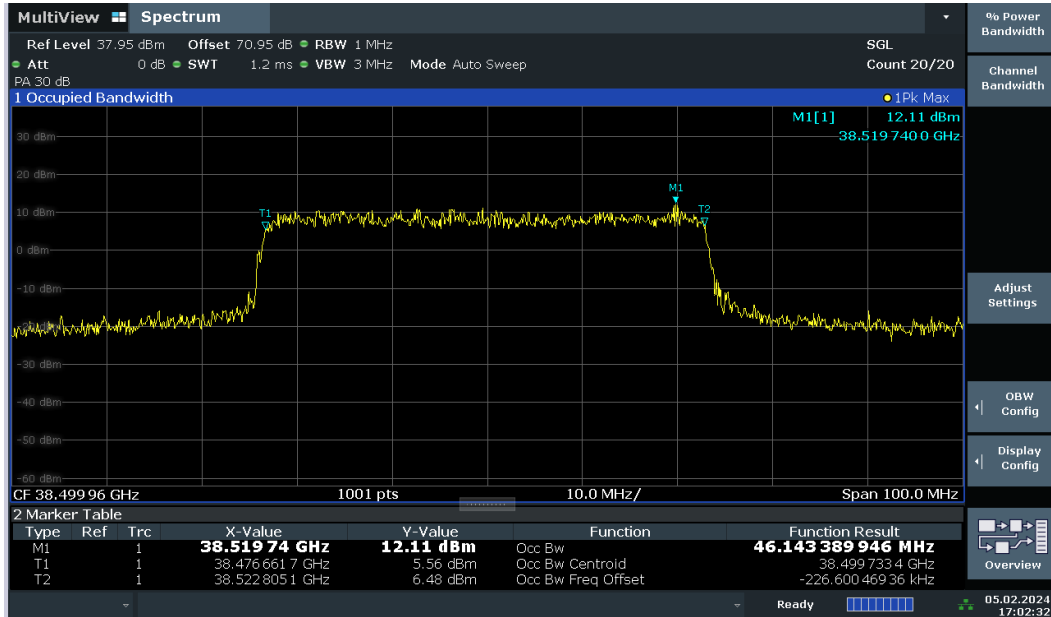 MultiView Spectrum
Ref Level 37.95 dBm Offset 70.95 dB RBW 1 MHz SGL
Att 0 dB SWT 1.2 ms VBW 3 MHz Mode Auto Sweep Count 20/20
PA 30 dB
1 Occupied Bandwidth 1Pk Max
M1[1] 12.11 dBm
38.519 740 0 GHz
30 dBm
20 dBm
M1
10 dBm T1 T2
0 dBm
-10 dBm
-20 dBm
-30 dBm
-40 dBm
-50 dBm
-60 dBm
CF 38.499 96 GHz 1001 pts 10.0 MHz/ Span 100.0 MHz
2 Marker Table
Type Ref Trc X-Value Y-Value Function Function Result
M1 1 38.519 74 GHz 12.11 dBm Occ Bw 46.143 389 946 MHz
T1 1 38.476 661 7 GHz 5.56 dBm Occ Bw Centroid 38.499 733 4 GHz
T2 1 38.522 805 1 GHz 6.48 dBm Occ Bw Freq Offset -226.600 469 36 kHz
Ready 05.02.2024
17:02:32
% Power
Bandwidth
Channel
Bandwidth
Adjust
Settings
OBW
Config
Display
Config
Overview